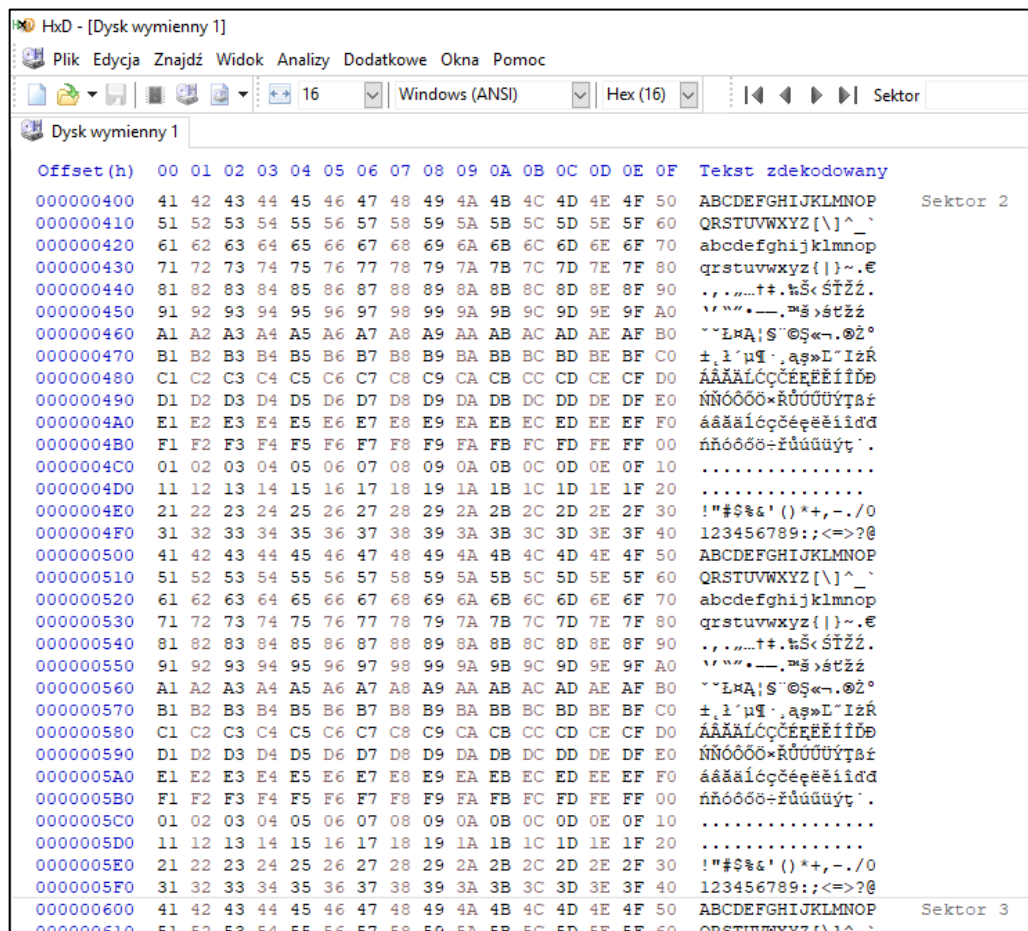 HxD - [Dysk wymienny 1]
Plik Edycja Znajdź Widok Analizy Dodatkowe Okna Pomoc
16 Windows (ANSI) Hex (16) Sektor
Dysk wymienny 1
Offset(h) 00 01 02 03 04 05 06 07 08 09 0A 0B 0C 0D 0E 0F Tekst zdekodowany
000000400 41 42 43 44 45 46 47 48 49 4A 4B 4C 4D 4E 4F 50 ABCDEFGHIJKLMNOP Sektor 2
000000410 51 52 53 54 55 56 57 58 59 5A 5B 5C 5D 5E 5F 60 QRSTUVWXYZ[\]^_`
000000420 61 62 63 64 65 66 67 68 69 6A 6B 6C 6D 6E 6F 70 abcdefghijklmnop
000000430 71 72 73 74 75 76 77 78 79 7A 7B 7C 7D 7E 7F 80 qrstuvwxyz{|}~.€
000000440 81 82 83 84 85 86 87 88 89 8A 8B 8C 8D 8E 8F 90 .‚.„…†‡.‰Š‹ŚŤŽŹ.
000000450 91 92 93 94 95 96 97 98 99 9A 9B 9C 9D 9E 9F A0 ‘’“”•–—.™š›śťžź
000000460 A1 A2 A3 A4 A5 A6 A7 A8 A9 AA AB AC AD AE AF B0 ˇ˘Ł¤Ą¦§¨©Ş«¬.®Ż°
000000470 B1 B2 B3 B4 B5 B6 B7 B8 B9 BA BB BC BD BE BF C0 ±˛ł´µ¶·¸ąş»Ľ˝ľżŔ
000000480 C1 C2 C3 C4 C5 C6 C7 C8 C9 CA CB CC CD CE CF D0 ÁÂĂÄĹĆÇČÉĘËĚÍÎĎĐ
000000490 D1 D2 D3 D4 D5 D6 D7 D8 D9 DA DB DC DD DE DF E0 ŃŇÓÔŐÖ×ŘŮÚŰÜÝŢßŕ
0000004A0 E1 E2 E3 E4 E5 E6 E7 E8 E9 EA EB EC ED EE EF F0 áâăäĺćçčéęëěíîďđ
0000004B0 F1 F2 F3 F4 F5 F6 F7 F8 F9 FA FB FC FD FE FF 00 ńňóôőö÷řůúűüýţ˙.
0000004C0 01 02 03 04 05 06 07 08 09 0A 0B 0C 0D 0E 0F 10 ................
0000004D0 11 12 13 14 15 16 17 18 19 1A 1B 1C 1D 1E 1F 20 ...............
0000004E0 21 22 23 24 25 26 27 28 29 2A 2B 2C 2D 2E 2F 30 !"#$%&'()*+,-./0
0000004F0 31 32 33 34 35 36 37 38 39 3A 3B 3C 3D 3E 3F 40 123456789:;<=>?@
000000500 41 42 43 44 45 46 47 48 49 4A 4B 4C 4D 4E 4F 50 ABCDEFGHIJKLMNOP
000000510 51 52 53 54 55 56 57 58 59 5A 5B 5C 5D 5E 5F 60 QRSTUVWXYZ[\]^_`
000000520 61 62 63 64 65 66 67 68 69 6A 6B 6C 6D 6E 6F 70 abcdefghijklmnop
000000530 71 72 73 74 75 76 77 78 79 7A 7B 7C 7D 7E 7F 80 qrstuvwxyz{|}~.€
000000540 81 82 83 84 85 86 87 88 89 8A 8B 8C 8D 8E 8F 90 .‚.„…†‡.‰Š‹ŚŤŽŹ.
000000550 91 92 93 94 95 96 97 98 99 9A 9B 9C 9D 9E 9F A0 ‘’“”•–—.™š›śťžź
000000560 A1 A2 A3 A4 A5 A6 A7 A8 A9 AA AB AC AD AE AF B0 ˇ˘Ł¤Ą¦§¨©Ş«¬.®Ż°
000000570 B1 B2 B3 B4 B5 B6 B7 B8 B9 BA BB BC BD BE BF C0 ±˛ł´µ¶·¸ąş»Ľ˝ľżŔ
000000580 C1 C2 C3 C4 C5 C6 C7 C8 C9 CA CB CC CD CE CF D0 ÁÂĂÄĹĆÇČÉĘËĚÍÎĎĐ
000000590 D1 D2 D3 D4 D5 D6 D7 D8 D9 DA DB DC DD DE DF E0 ŃŇÓÔŐÖ×ŘŮÚŰÜÝŢßŕ
0000005A0 E1 E2 E3 E4 E5 E6 E7 E8 E9 EA EB EC ED EE EF F0 áâăäĺćçčéęëěíîďđ
0000005B0 F1 F2 F3 F4 F5 F6 F7 F8 F9 FA FB FC FD FE FF 00 ńňóôőö÷řůúűüýţ˙.
0000005C0 01 02 03 04 05 06 07 08 09 0A 0B 0C 0D 0E 0F 10 ................
0000005D0 11 12 13 14 15 16 17 18 19 1A 1B 1C 1D 1E 1F 20 ...............
0000005E0 21 22 23 24 25 26 27 28 29 2A 2B 2C 2D 2E 2F 30 !"#$%&'()*+,-./0
0000005F0 31 32 33 34 35 36 37 38 39 3A 3B 3C 3D 3E 3F 40 123456789:;<=>?@
000000600 41 42 43 44 45 46 47 48 49 4A 4B 4C 4D 4E 4F 50 ABCDEFGHIJKLMNOP Sektor 3